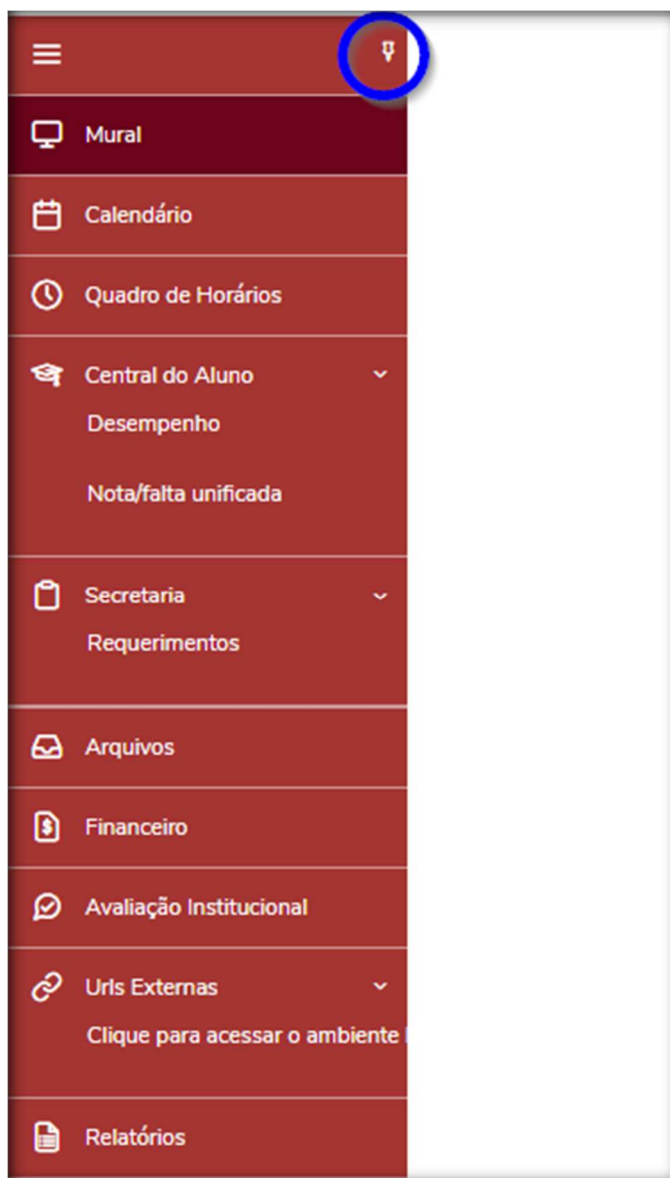 Mural
Calendário
Quadro de Horários
Central do Aluno
Desempenho
Nota/falta unificada
Secretaria
Requerimentos
Arquivos
Financeiro
Avaliação Institucional
Urls Externas
Clique para acessar o ambiente
Relatórios